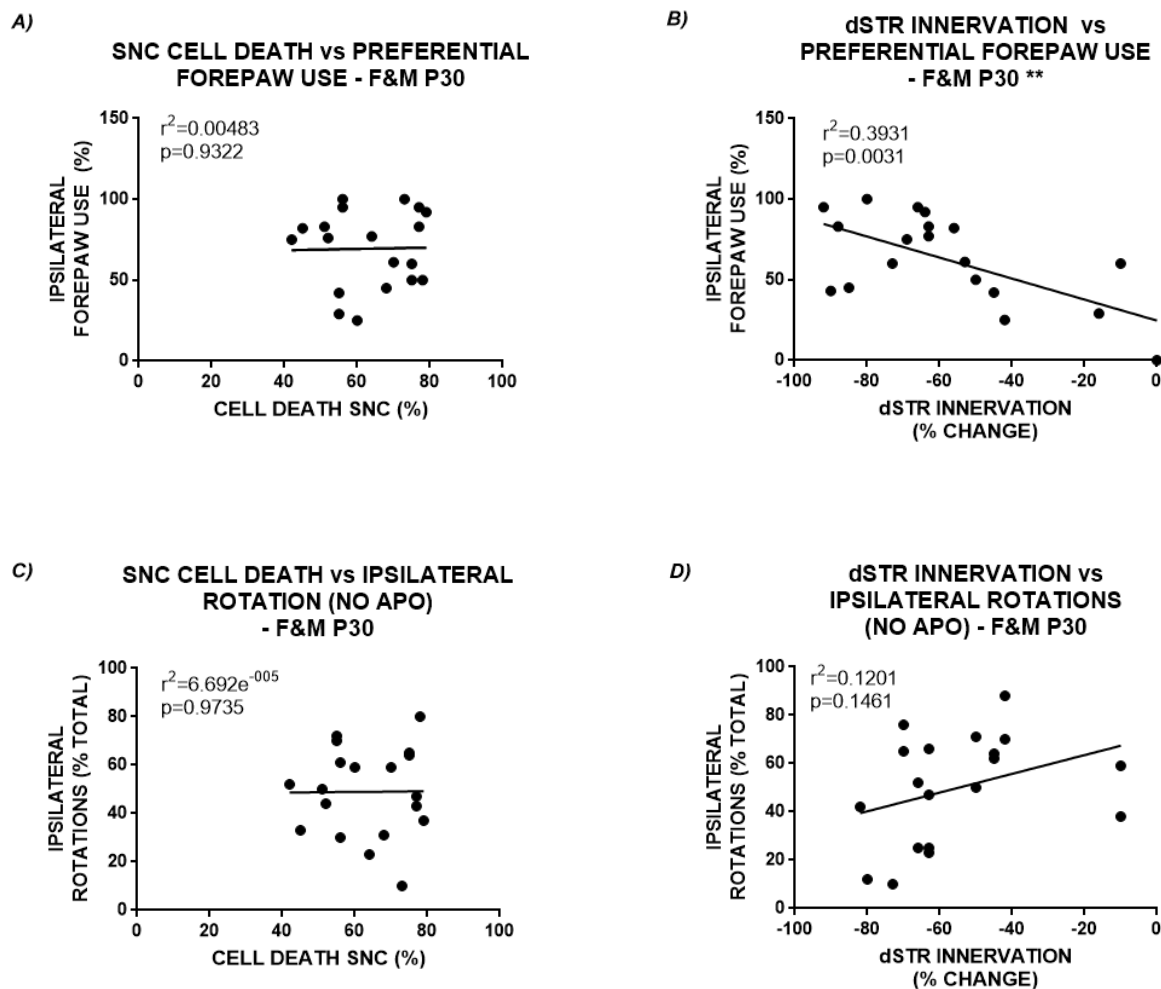 A)
SNC CELL DEATH vs PREFERENTIAL
FOREPAW USE - F&M P30
r²=0.00483
p=0.9322
IPSILATERAL
FOREPAW USE (%)
150
100
50
0
0 20 40 60 80 100
CELL DEATH SNC (%)
B)
dSTR INNERVATION vs
PREFERENTIAL FOREPAW USE
- F&M P30 **
r²=0.3931
p=0.0031
IPSILATERAL
FOREPAW USE (%)
150
100
50
0
-100 -80 -60 -40 -20 0
dSTR INNERVATION
(% CHANGE)
C)
SNC CELL DEATH vs IPSILATERAL
ROTATION (NO APO)
- F&M P30
r²=6.692e⁻⁰⁰⁵
p=0.9735
IPSILATERAL
ROTATIONS (% TOTAL)
100
80
60
40
20
0
0 20 40 60 80 100
CELL DEATH SNC (%)
D)
dSTR INNERVATION vs
IPSILATERAL ROTATIONS
(NO APO) - F&M P30
r²=0.1201
p=0.1461
IPSILATERAL
ROTATIONS (% TOTAL)
100
80
60
40
20
0
-100 -80 -60 -40 -20 0
dSTR INNERVATION
(% CHANGE)